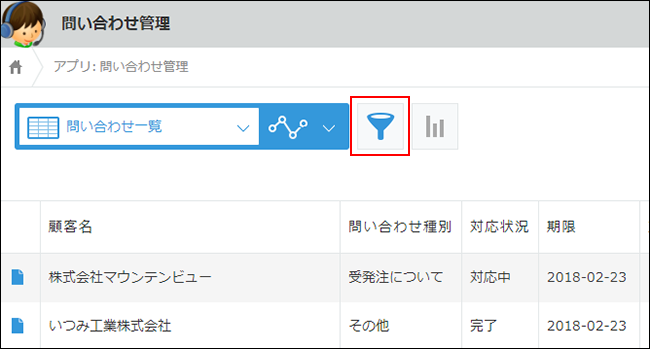 問い合わせ管理
アプリ: 問い合わせ管理
問い合わせ一覧
顧客名 問い合わせ種別 対応状況 期限
株式会社マウンテンビュー 受発注について 対応中 2018-02-23
いつみ工業株式会社 その他 完了 2018-02-23